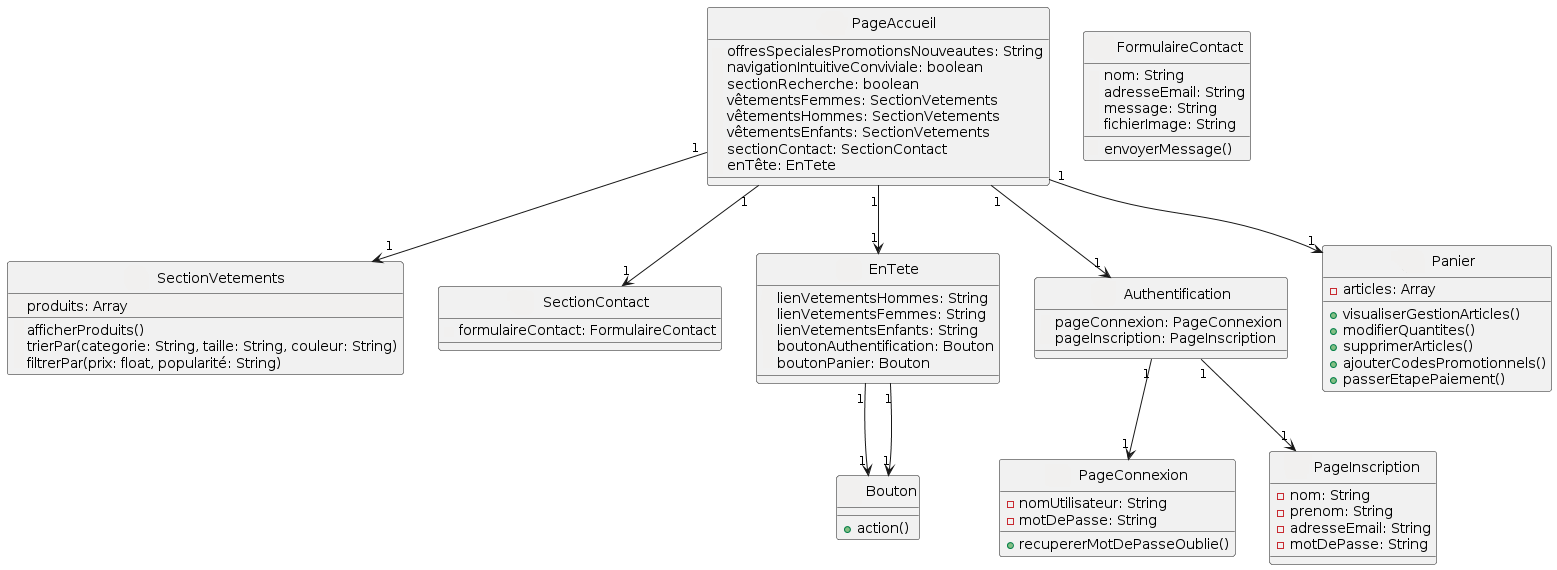 PageAccueil
offresSpecialesPromotionsNouveautes: String
navigationIntuitiveConviviale: boolean
sectionRecherche: boolean
vêtementsFemmes: SectionVetements
vêtementsHommes: SectionVetements
vêtementsEnfants: SectionVetements
sectionContact: SectionContact
enTête: EnTete
FormulaireContact
nom: String
adresseEmail: String
message: String
fichierImage: String
envoyerMessage()
1
1
1
1
1
1
1
1
1
1
SectionVetements
produits: Array
afficherProduits()
trierPar(categorie: String, taille: String, couleur: String)
filtrerPar(prix: float, popularité: String)
SectionContact
formulaireContact: FormulaireContact
EnTete
lienVetementsHommes: String
lienVetementsFemmes: String
lienVetementsEnfants: String
boutonAuthentification: Bouton
boutonPanier: Bouton
Authentification
pageConnexion: PageConnexion
pageInscription: PageInscription
Panier
articles: Array
visualiserGestionArticles()
modifierQuantites()
supprimerArticles()
ajouterCodesPromotionnels()
passerEtapePaiement()
1
1
1
1
1
1
1
1
Bouton
action()
PageConnexion
nomUtilisateur: String
motDePasse: String
recupererMotDePasseOublie()
PageInscription
nom: String
prenom: String
adresseEmail: String
motDePasse: String